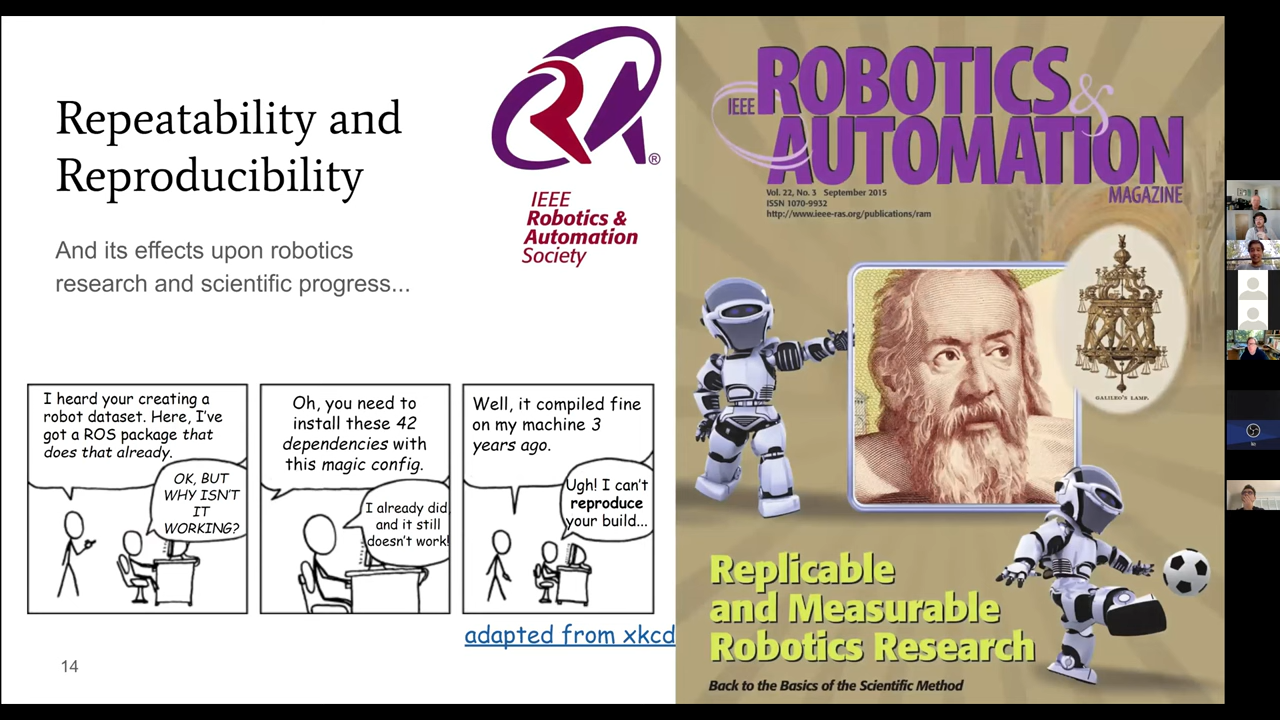 Repeatability and
Reproducibility
And its effects upon robotics
research and scientific progress...
RA®
IEEE
Robotics &
Automation
Society
I heard your creating a
robot dataset. Here, I've
got a ROS package that
does that already.
OK, BUT
WHY ISN'T
IT
WORKING?
Oh, you need to
install these 42
dependencies with
this magic config.
I already did,
and it still
doesn't work!
Well, it compiled fine
on my machine 3
years ago.
Ugh! I can't
reproduce
your build...
adapted from xkcd
14
IEEE ROBOTICS &
AUTOMATION
MAGAZINE
Vol. 22, No. 3 September 2015
ISSN 1070-9932
http://www.ieee-ras.org/publications/ram
GALILEO'S LAMP.
Replicable
and Measurable
Robotics Research
Back to the Basics of the Scientific Method